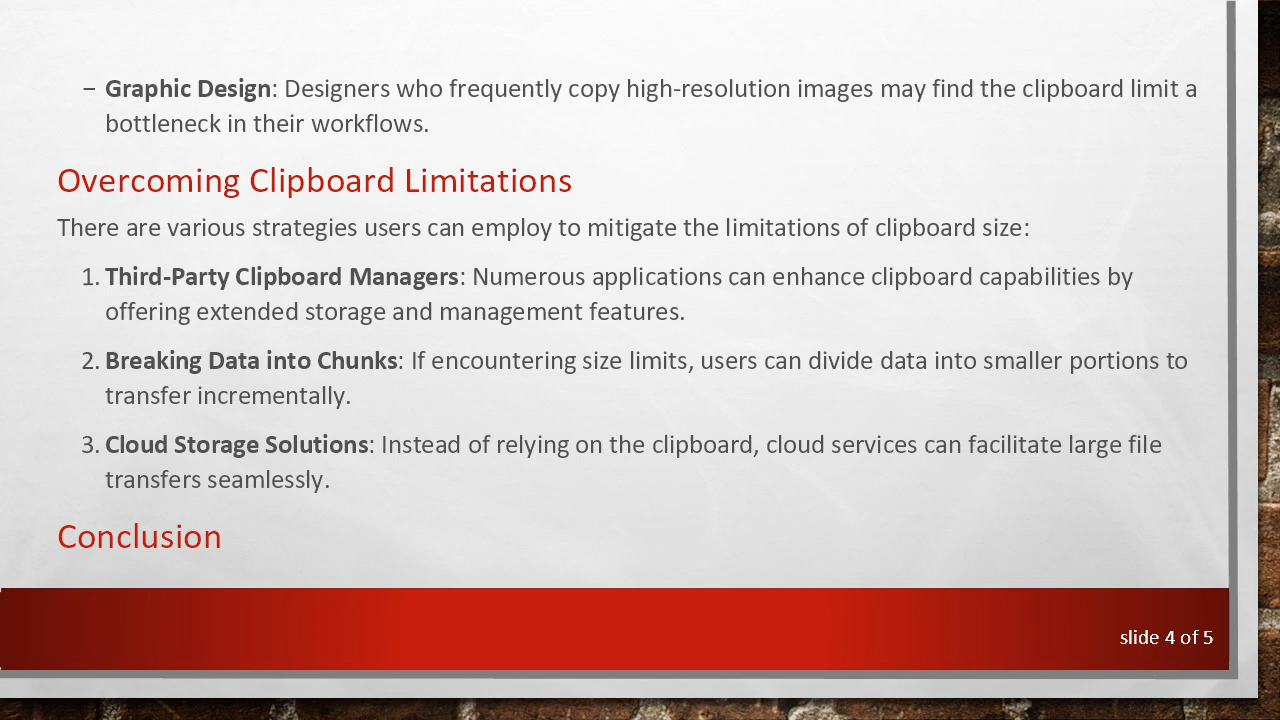 − Graphic Design: Designers who frequently copy high-resolution images may find the clipboard limit a
bottleneck in their workflows.
Overcoming Clipboard Limitations
There are various strategies users can employ to mitigate the limitations of clipboard size:
1. Third-Party Clipboard Managers: Numerous applications can enhance clipboard capabilities by
offering extended storage and management features.
2. Breaking Data into Chunks: If encountering size limits, users can divide data into smaller portions to
transfer incrementally.
3. Cloud Storage Solutions: Instead of relying on the clipboard, cloud services can facilitate large file
transfers seamlessly.
Conclusion
slide 4 of 5